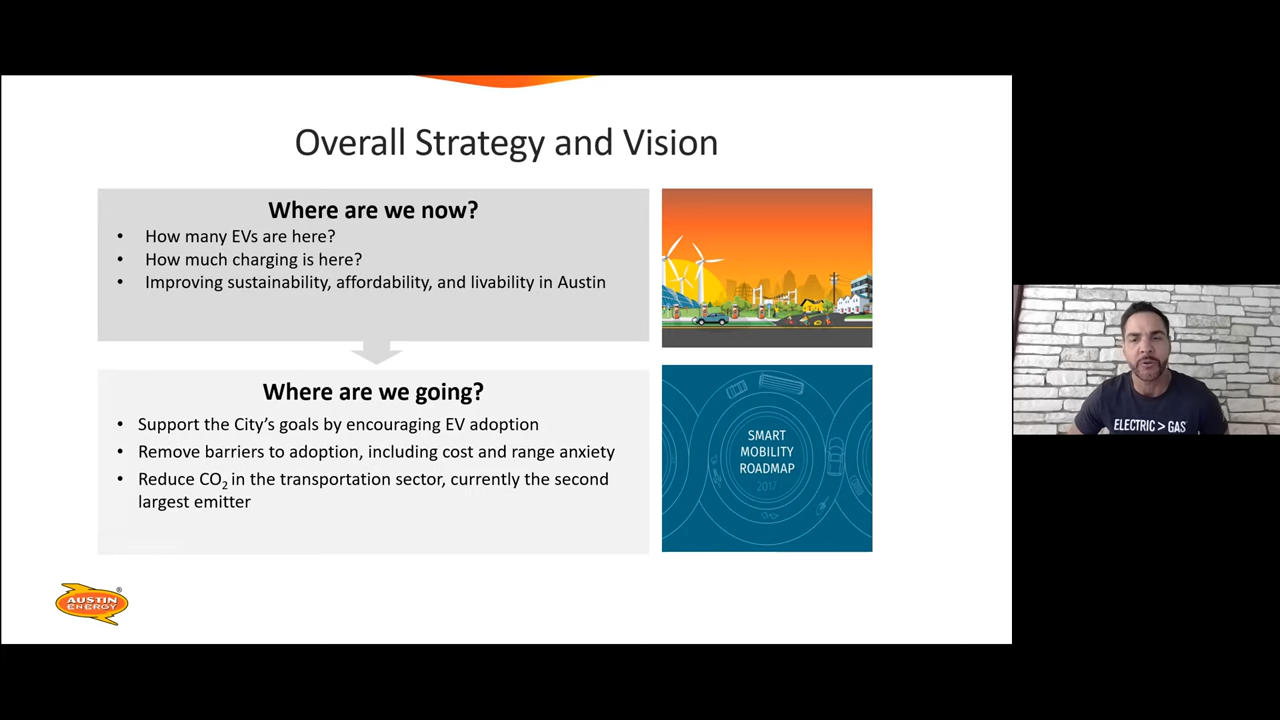 Overall Strategy and Vision
Where are we now?
• How many EVs are here?
• How much charging is here?
• Improving sustainability, affordability, and livability in Austin
Where are we going?
• Support the City's goals by encouraging EV adoption
• Remove barriers to adoption, including cost and range anxiety
• Reduce CO2 in the transportation sector, currently the second
largest emitter
SMART
MOBILITY
ROADMAP
2017
AUSTIN
ENERGY
®
ELECTRIC > GAS